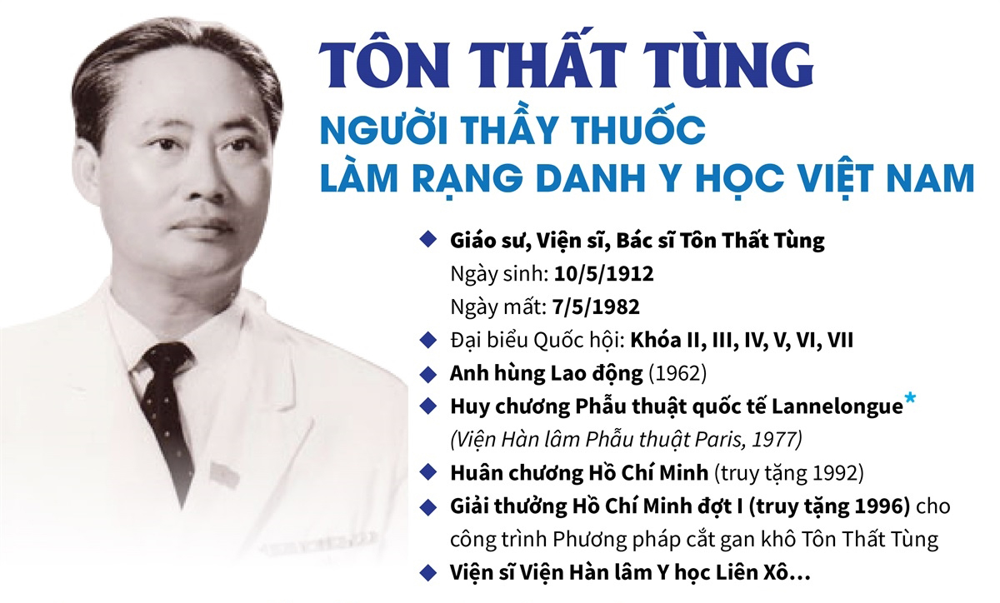 TÔN THẤT TÙNG
NGƯỜI THẦY THUỐC
LÀM RẠNG DANH Y HỌC VIỆT NAM
Giáo sư, Viện sĩ, Bác sĩ Tôn Thất Tùng
Ngày sinh: 10/5/1912
Ngày mất: 7/5/1982
Đại biểu Quốc hội: Khóa II, III, IV, V, VI, VII
Anh hùng Lao động (1962)
Huy chương Phẫu thuật quốc tế Lannelongue*
(Viện Hàn lâm Phẫu thuật Paris, 1977)
Huân chương Hồ Chí Minh (truy tặng 1992)
Giải thưởng Hồ Chí Minh đợt I (truy tặng 1996) cho
công trình Phương pháp cắt gan khô Tôn Thất Tùng
Viện sĩ Viện Hàn lâm Y học Liên Xô...